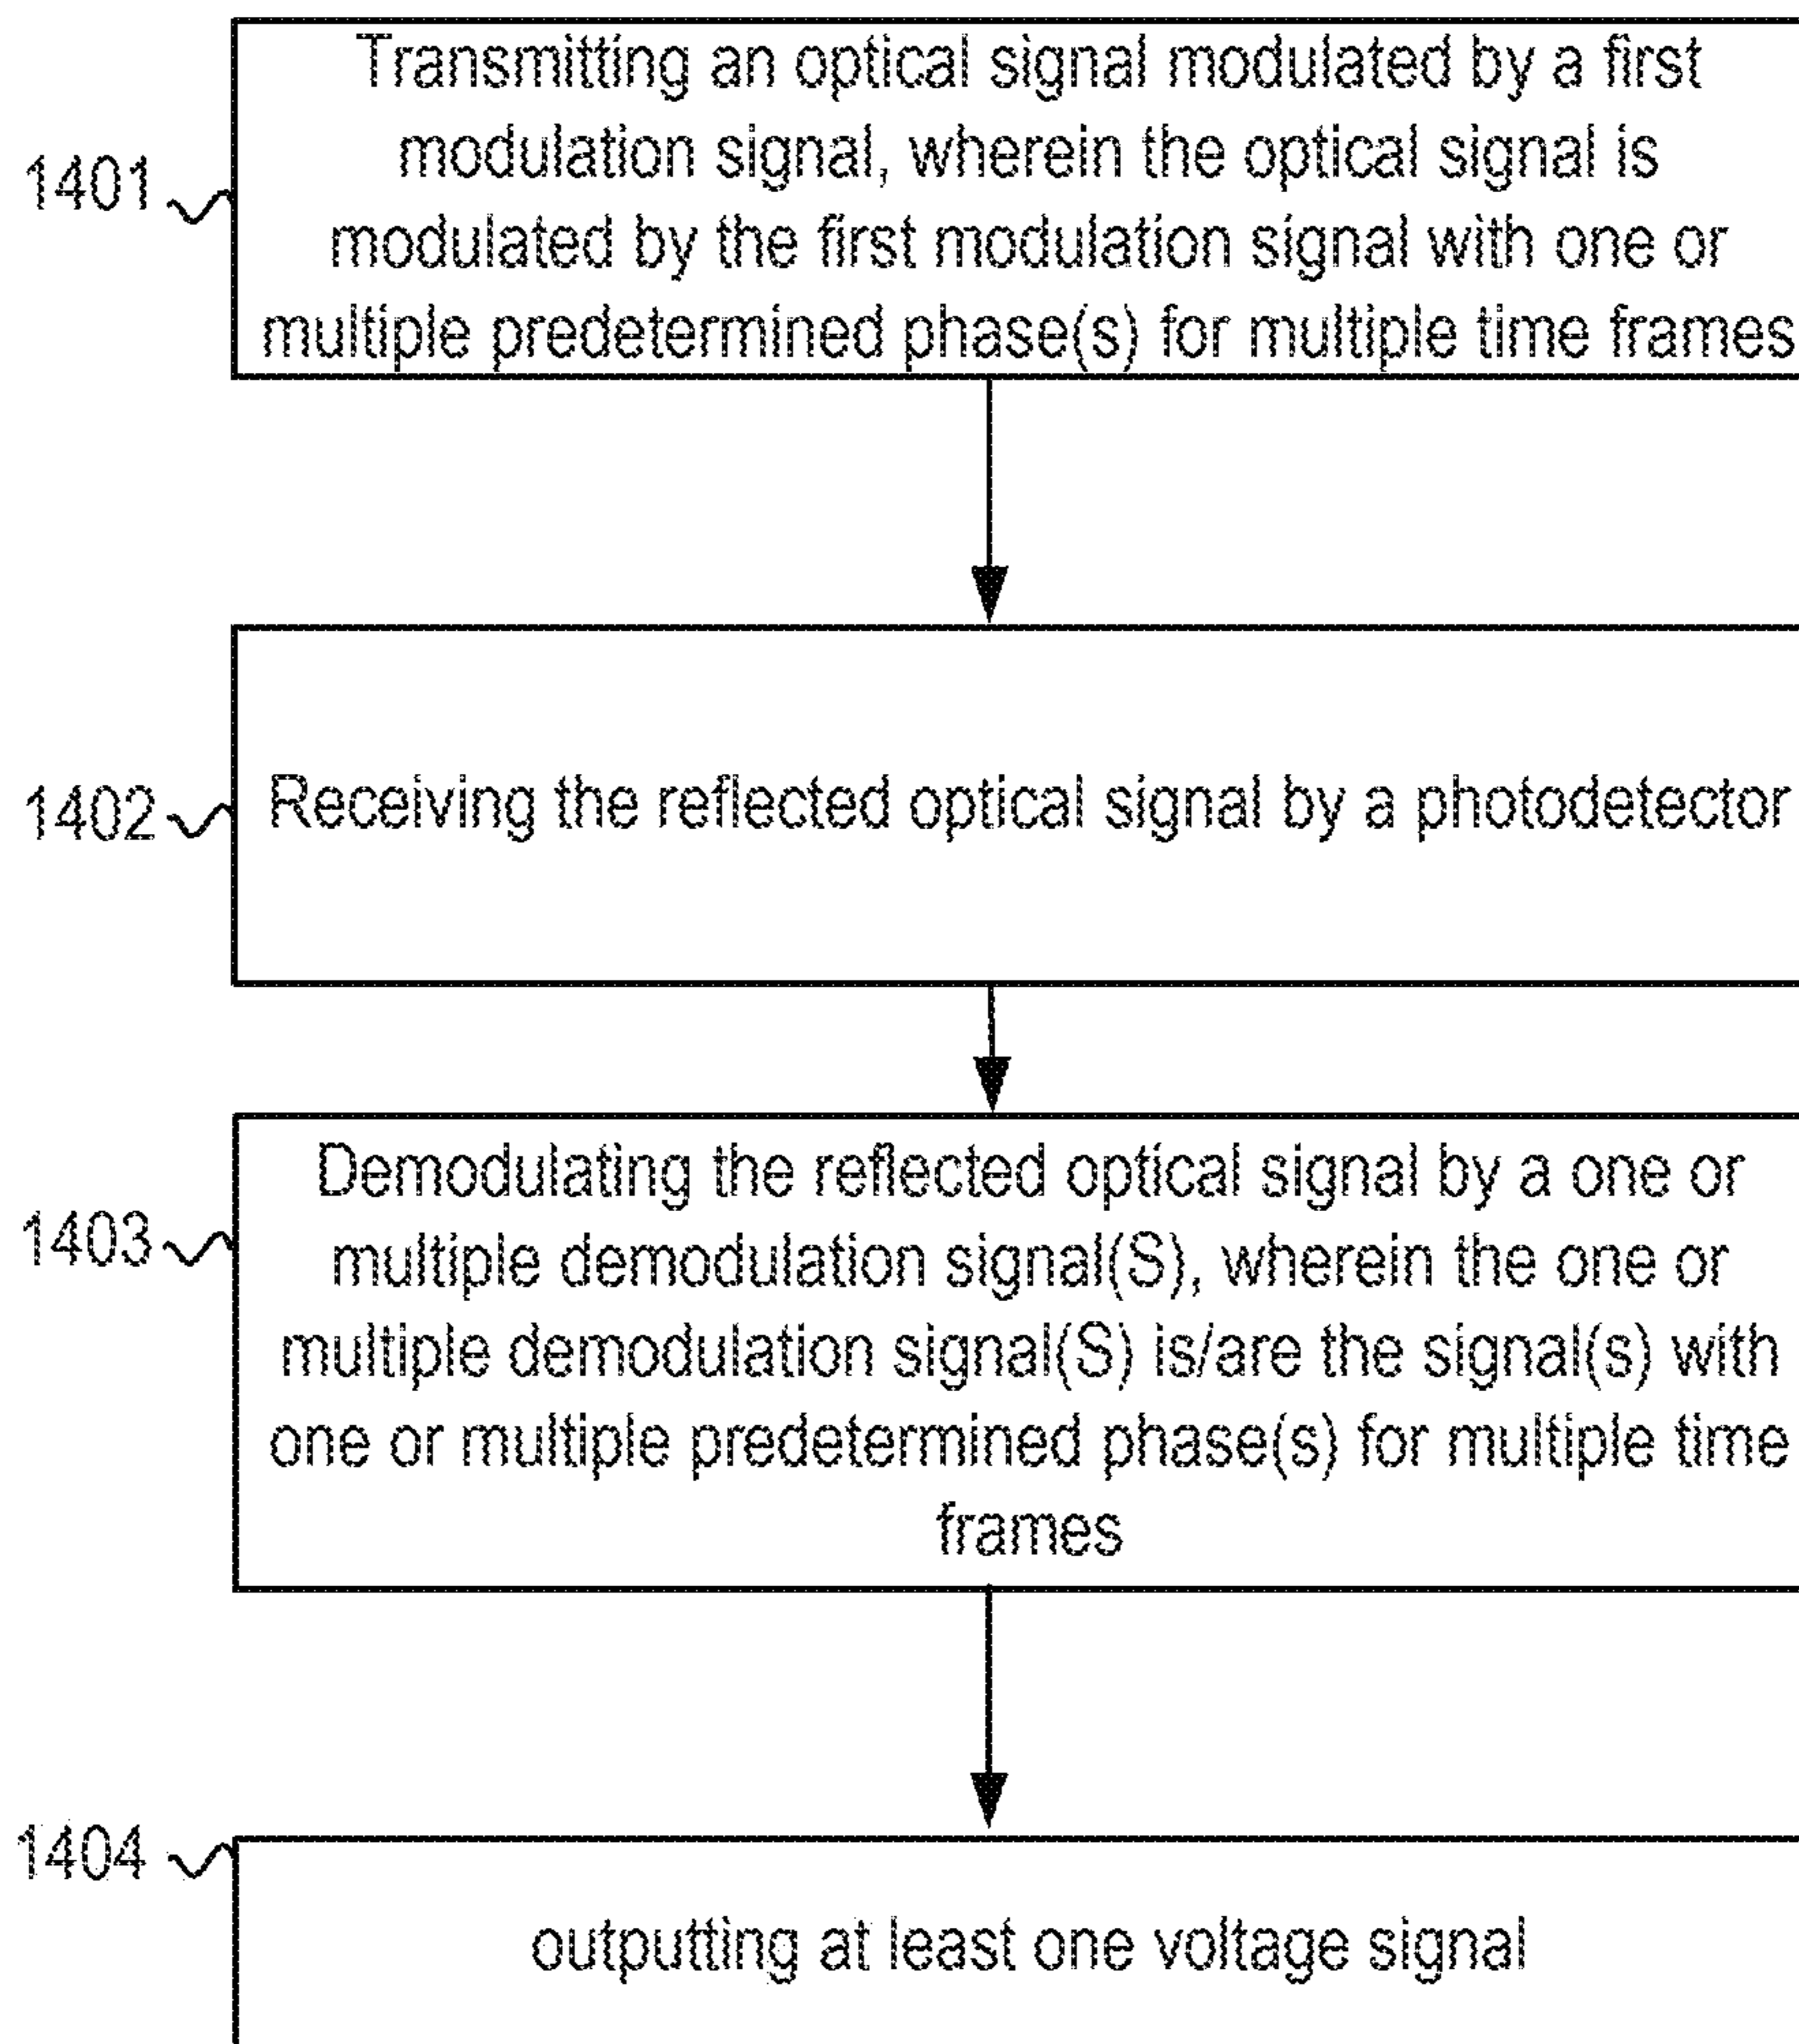 Transmitting an optical signal modulated by a first
modulation signal, wherein the optical signal is
1401
modulated by the first modulation signal with one or
multiple predetermined phase(s) for multiple time frames
1402
Receiving the reflected optical signal by a photodetector
Demodulating the reflected optical signal by a one or
1403
multiple demodulation signal(S), wherein the one or
multiple demodulation signal(S) is/are the signal(s) with
one or multiple predetermined phase(s) for multiple time
frames
1404
outputting at least one voltage signal